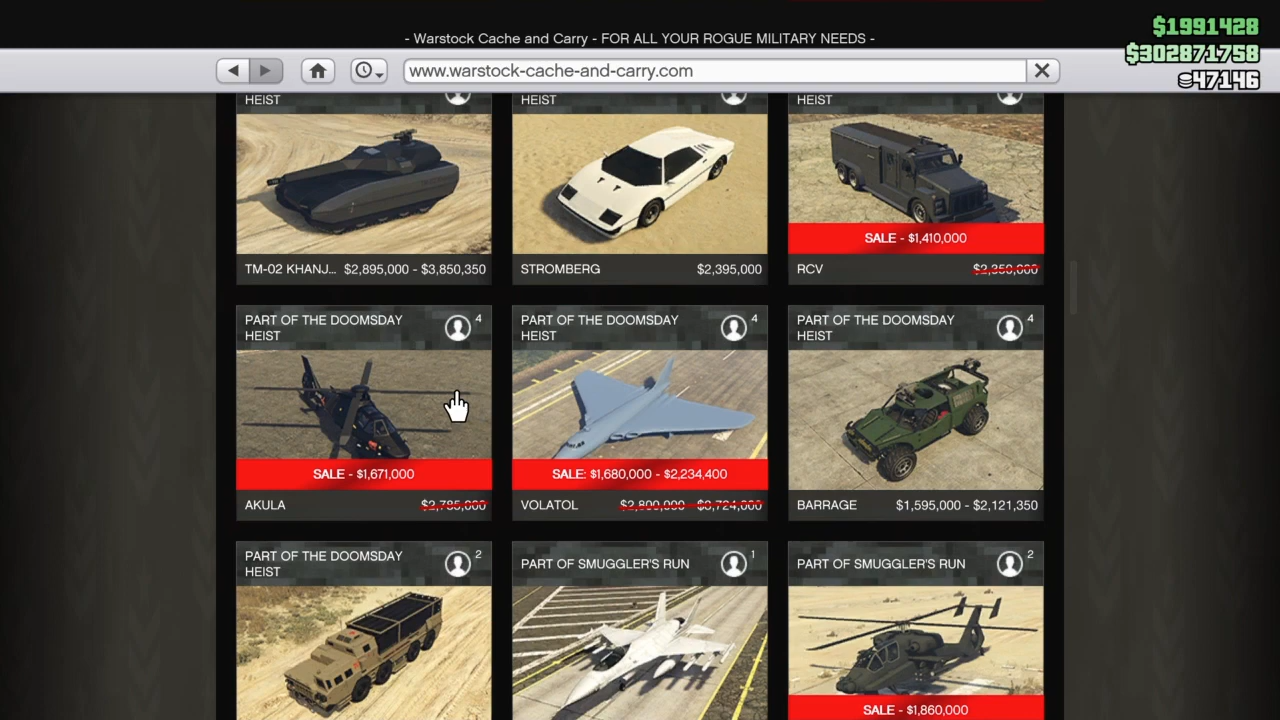 - Warstock Cache and Carry - FOR ALL YOUR ROGUE MILITARY NEEDS -
$1991428
$302871758
47146
www.warstock-cache-and-carry.com
HEIST
HEIST
HEIST
SALE - $1,410,000
TM-02 KHANJ... $2,895,000 - $3,850,350
STROMBERG $2,395,000
RCV $2,350,000
PART OF THE DOOMSDAY HEIST 4
PART OF THE DOOMSDAY HEIST 4
PART OF THE DOOMSDAY HEIST 4
SALE - $1,671,000
SALE: $1,680,000 - $2,234,400
AKULA $2,785,000
VOLATOL $2,800,000 - $3,724,000
BARRAGE $1,595,000 - $2,121,350
PART OF THE DOOMSDAY HEIST 2
PART OF SMUGGLER'S RUN 1
PART OF SMUGGLER'S RUN 2
SALE - $1,860,000